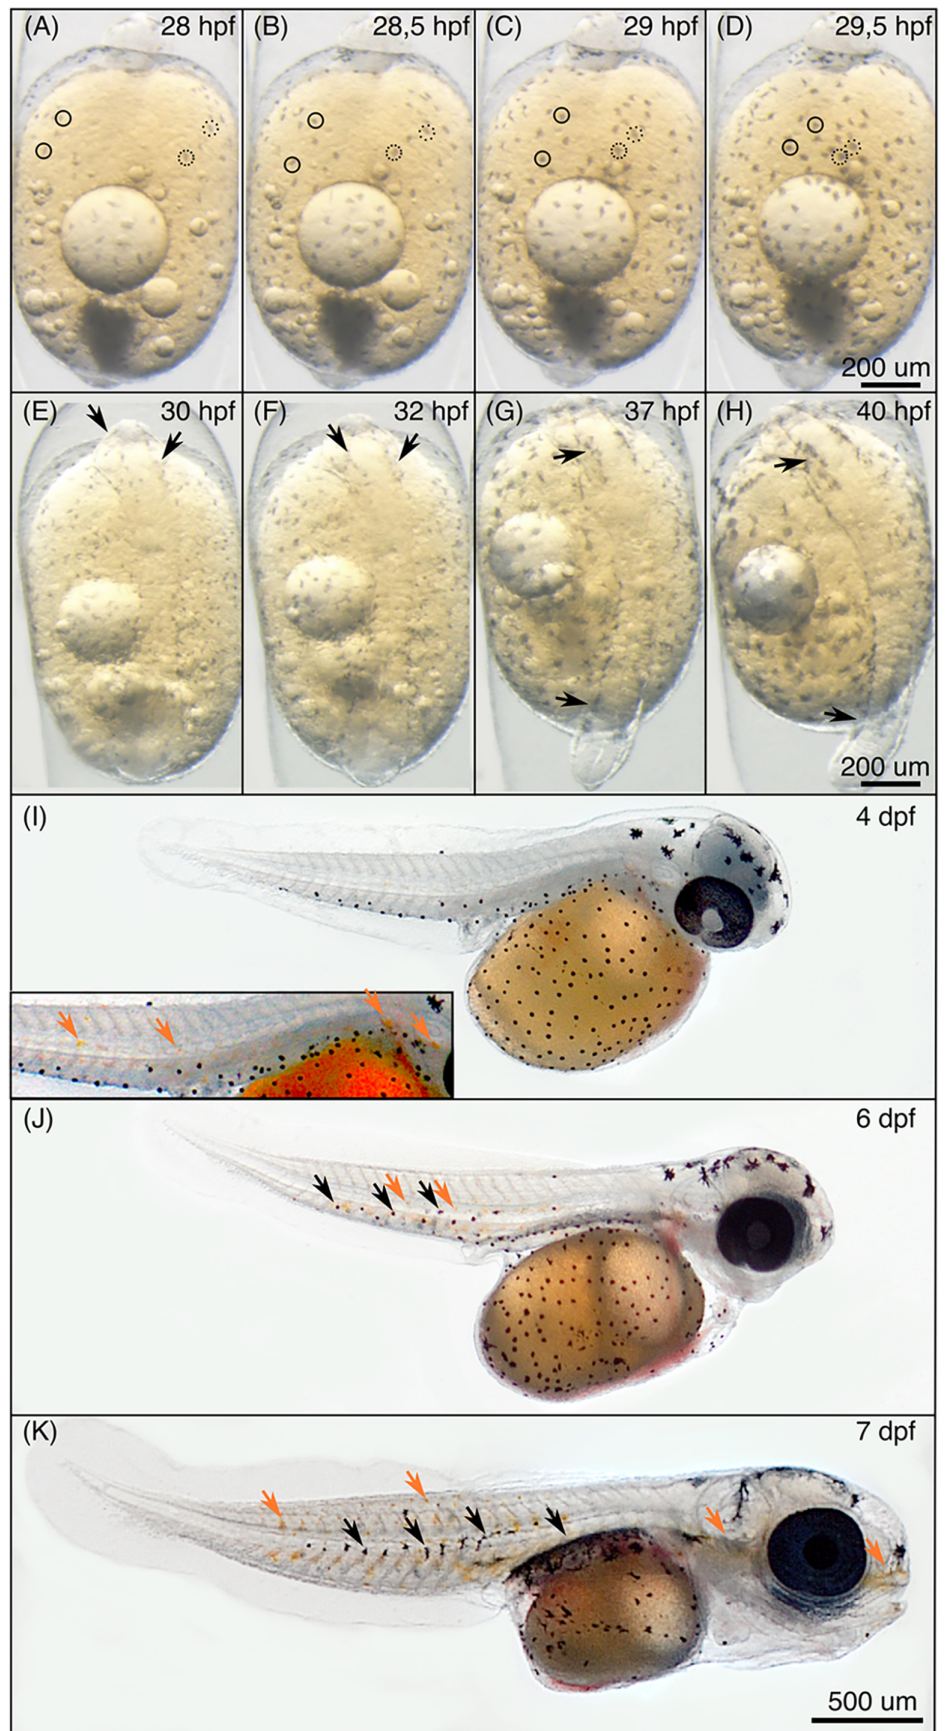 (A) 28 hpf
(B) 28,5 hpf
(C) 29 hpf
(D) 29,5 hpf
200 um
(E) 30 hpf
(F) 32 hpf
(G) 37 hpf
(H) 40 hpf
200 um
(I) 4 dpf
(J) 6 dpf
(K) 7 dpf
500 um